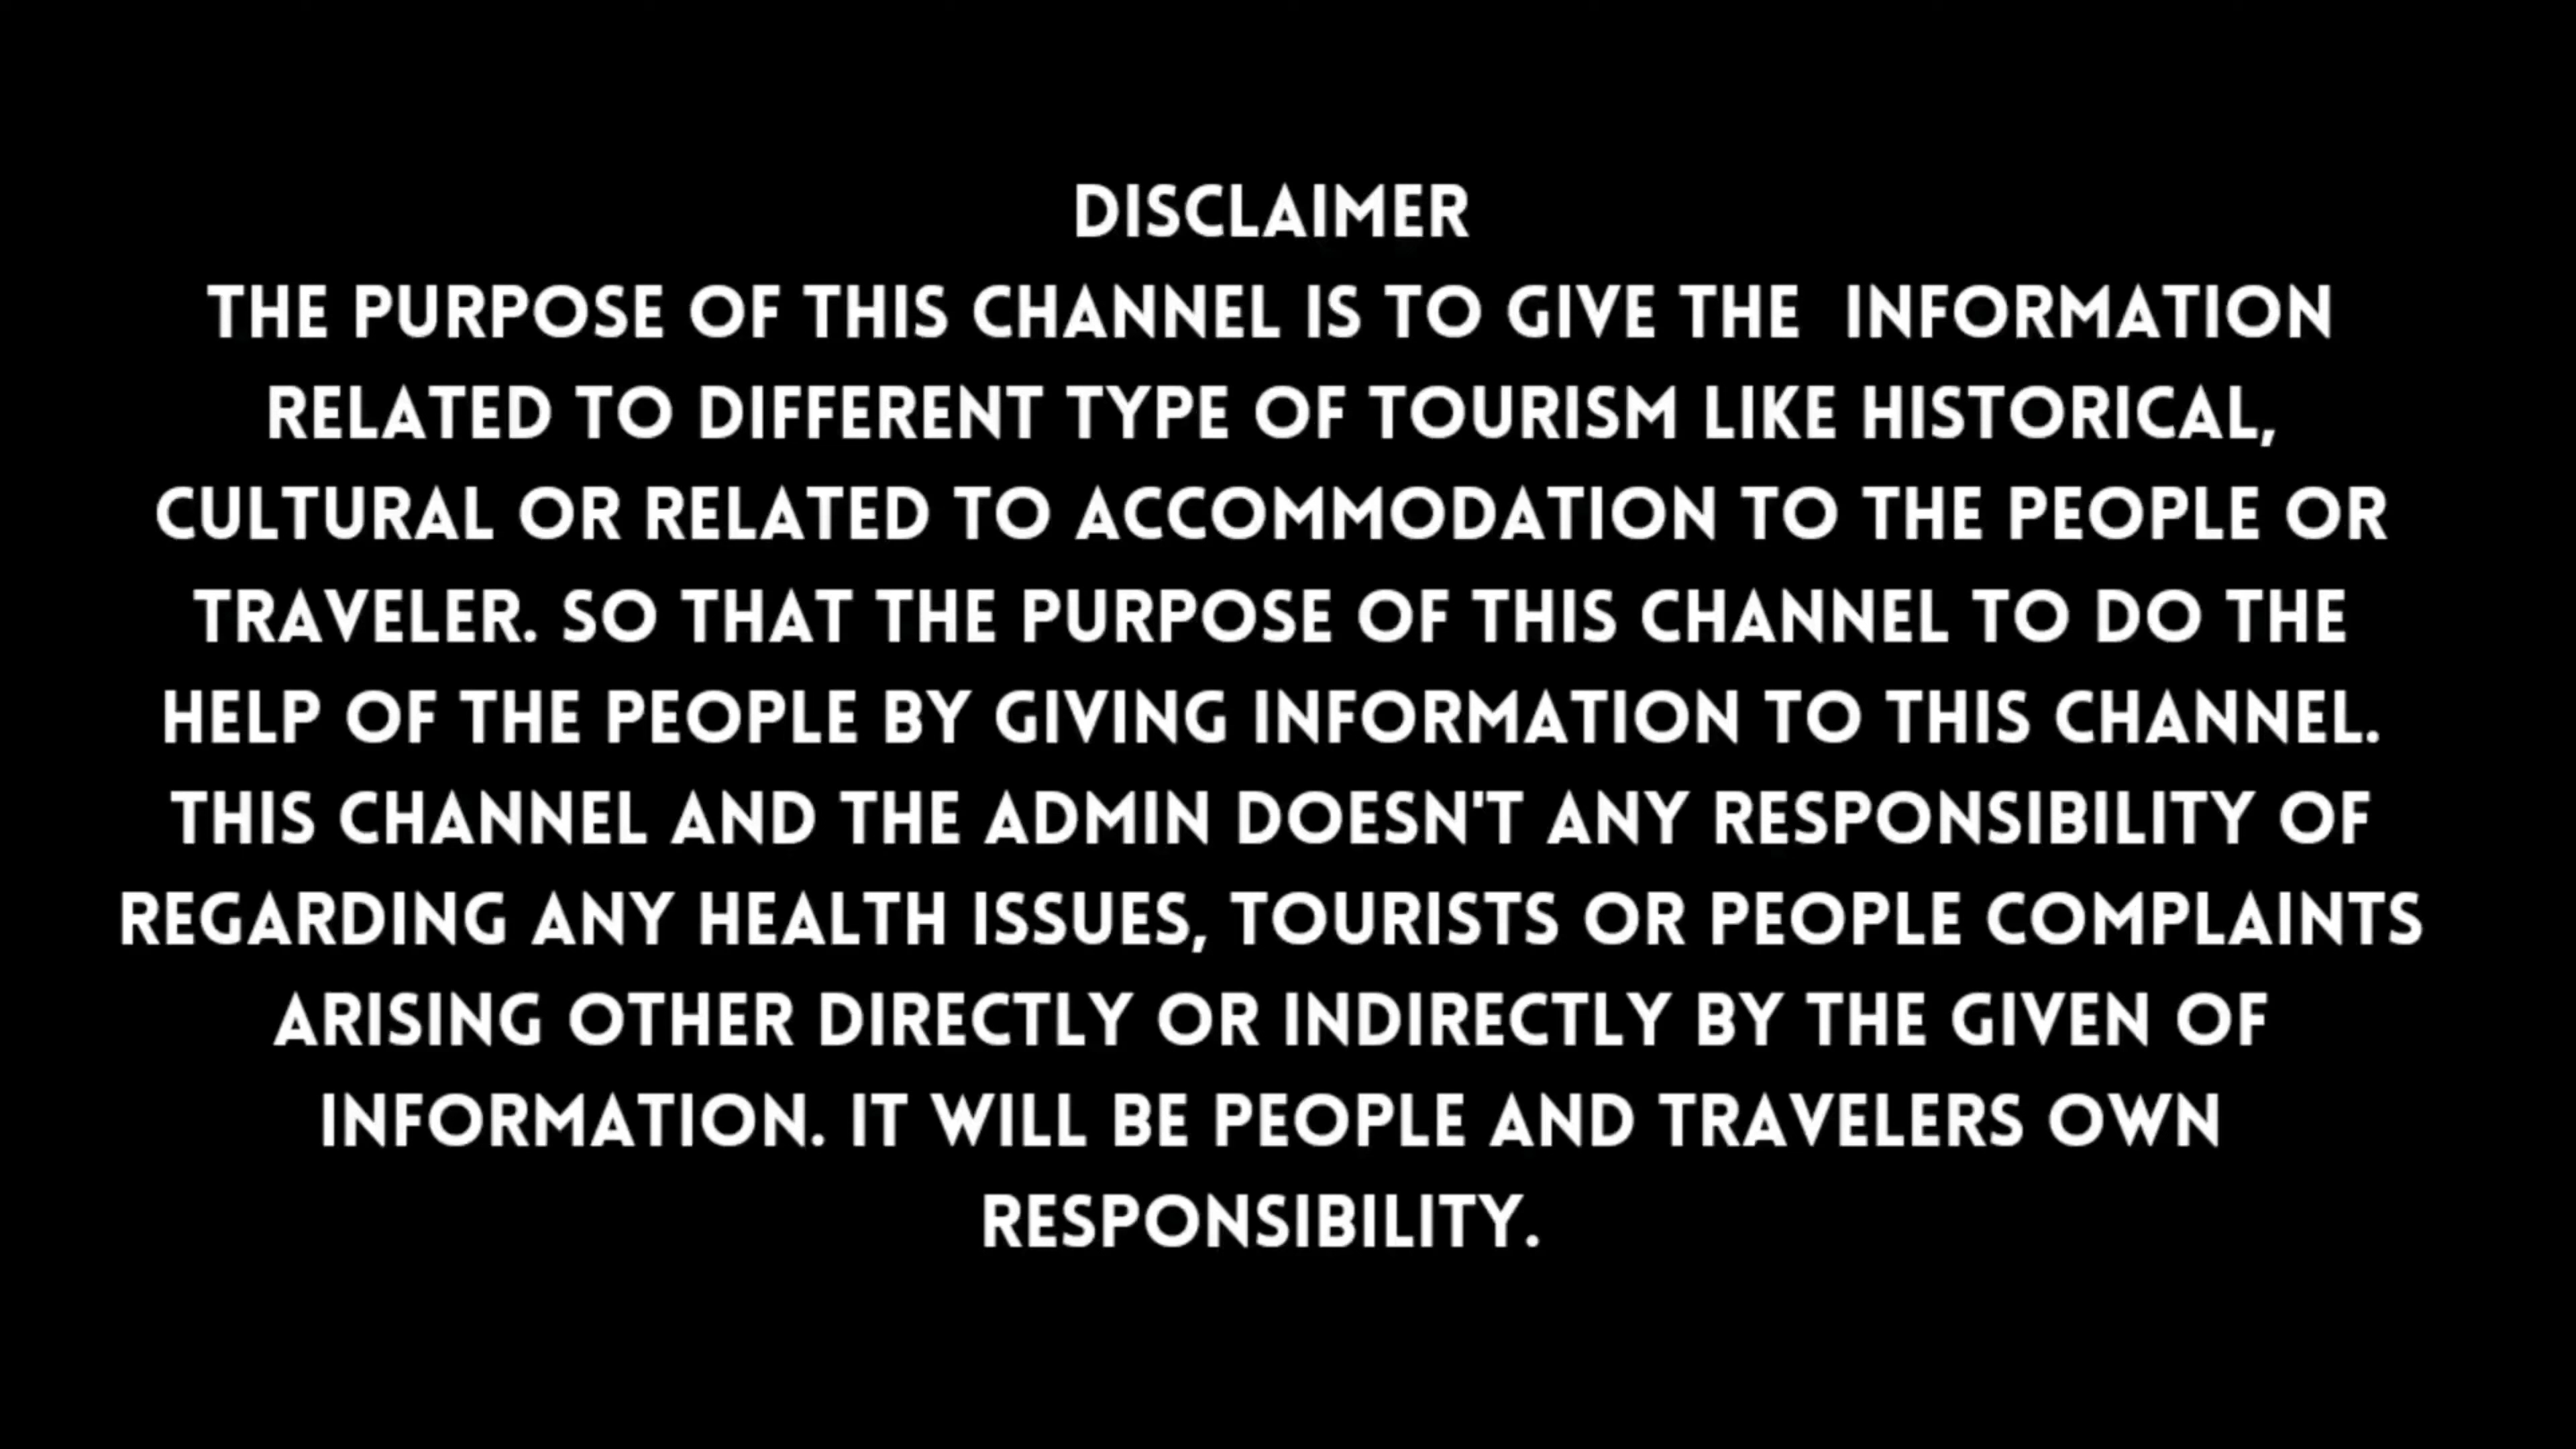 DISCLAIMER
THE PURPOSE OF THIS CHANNEL IS TO GIVE THE  INFORMATION
RELATED TO DIFFERENT TYPE OF TOURISM LIKE HISTORICAL,
CULTURAL OR RELATED TO ACCOMMODATION TO THE PEOPLE OR
TRAVELER. SO THAT THE PURPOSE OF THIS CHANNEL TO DO THE
HELP OF THE PEOPLE BY GIVING INFORMATION TO THIS CHANNEL.
THIS CHANNEL AND THE ADMIN DOESN'T ANY RESPONSIBILITY OF
REGARDING ANY HEALTH ISSUES, TOURISTS OR PEOPLE COMPLAINTS
ARISING OTHER DIRECTLY OR INDIRECTLY BY THE GIVEN OF
INFORMATION. IT WILL BE PEOPLE AND TRAVELERS OWN
RESPONSIBILITY.